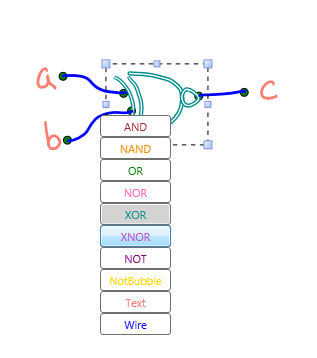 a
c
b
AND
NAND
OR
NOR
XOR
XNOR
NOT
NotBubble
Text
Wire